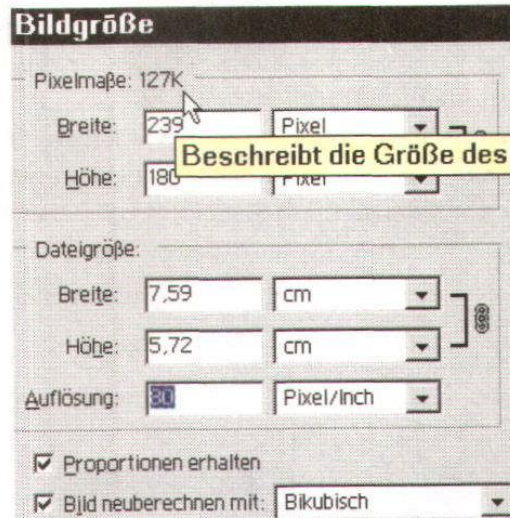 Bildgröße
Pixelmaße: 127K
Breite: 239 Pixel
Beschreibt die Größe des
Höhe: 180 Pixel
Dateigröße:
Breite: 7,59 cm
Höhe: 5,72 cm
Auflösung: 80 Pixel/Inch
Proportionen erhalten
Bild neuberechnen mit: Bikubisch